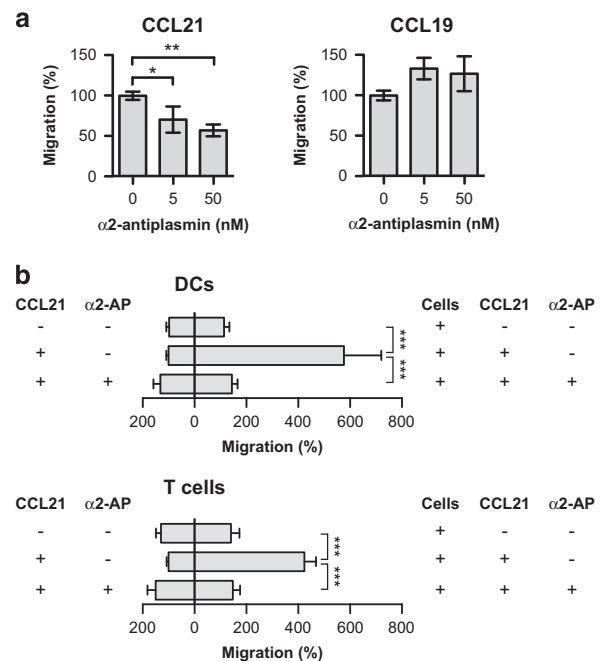 a
CCL21
CCL19
Migration (%)
150
100
50
0
*
**
0 5 50
α2-antiplasmin (nM)
Migration (%)
150
100
50
0
0 5 50
α2-antiplasmin (nM)
b
DCs
CCL21 α2-AP Cells CCL21 α2-AP
- - *** + - -
+ - *** + + -
+ + + + +
200 0 200 400 600 800
Migration (%)
T cells
CCL21 α2-AP Cells CCL21 α2-AP
- - *** + - -
+ - *** + + -
+ + + + +
200 0 200 400 600 800
Migration (%)